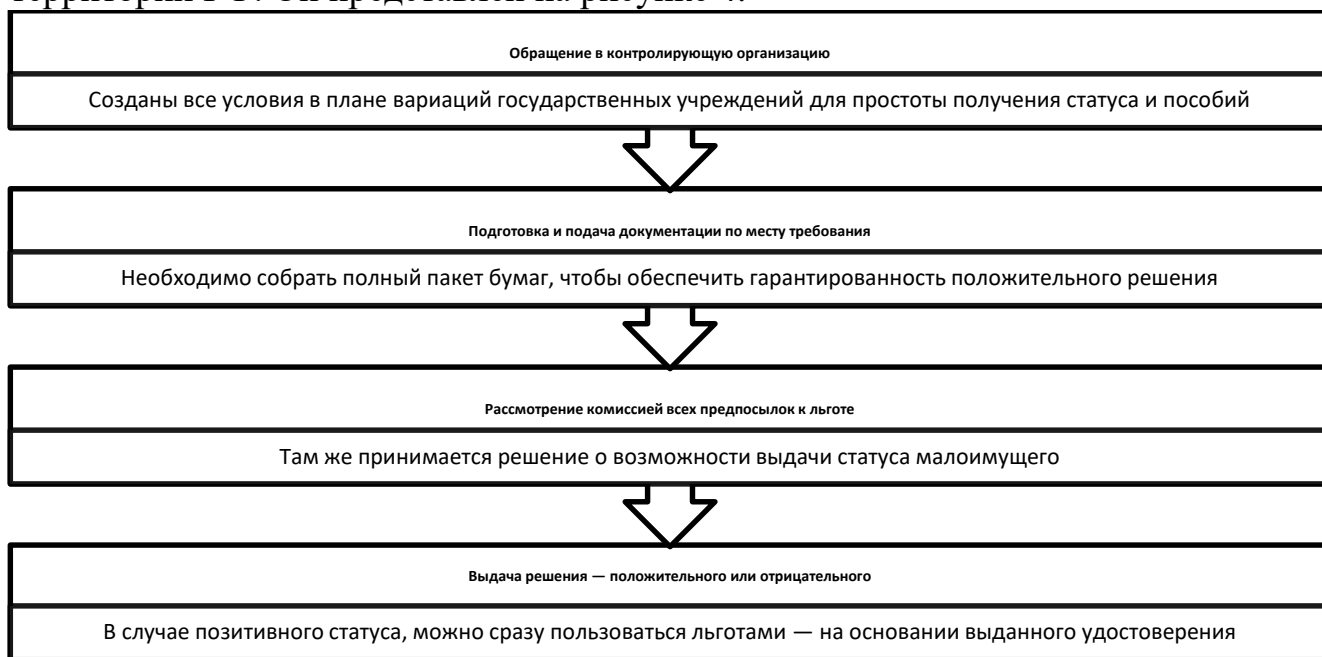 Обращение в контролирующую организацию
Созданы все условия в плане вариаций государственных учреждений для простоты получения статуса и пособий
Подготовка и подача документации по месту требования
Необходимо собрать полный пакет бумаг, чтобы обеспечить гарантированность положительного решения
Рассмотрение комиссией всех предпосылок к льготе
Там же принимается решение о возможности выдачи статуса малоимущего
Выдача решения — положительного или отрицательного
В случае позитивного статуса, можно сразу пользоваться льготами — на основании выданного удостоверения